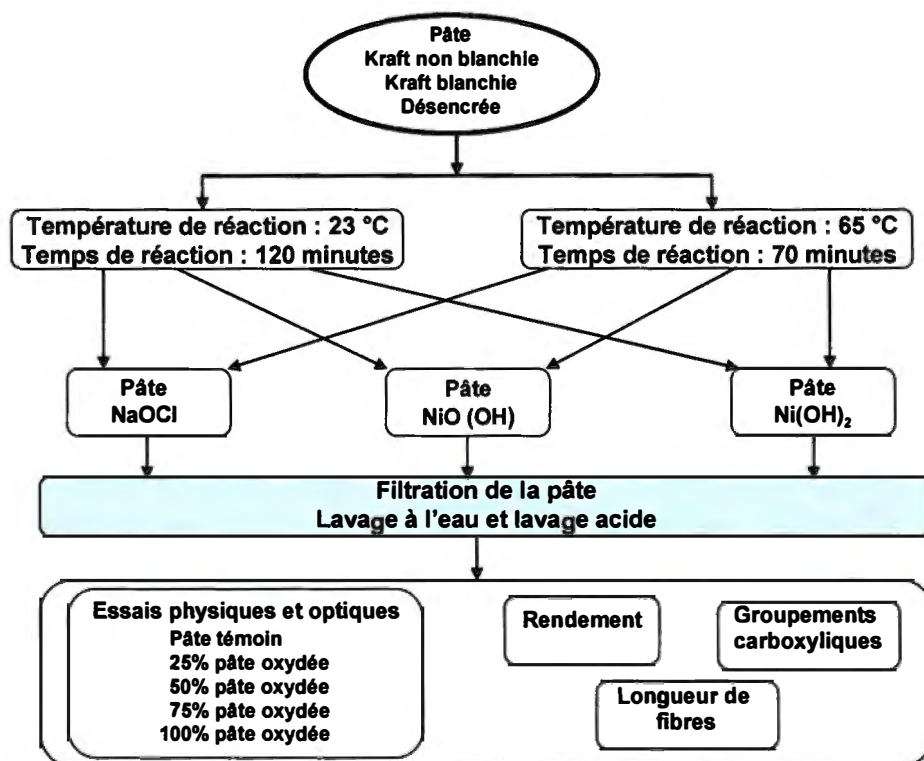 Pâte
Kraft non blanchie
Kraft blanchie
Désencrée
Température de réaction : 23 °C
Temps de réaction : 120 minutes
Température de réaction : 65 °C
Temps de réaction : 70 minutes
Pâte
NaOCl
Pâte
NiO (OH)
Pâte
Ni(OH)₂
Filtration de la pâte
Lavage à l'eau et lavage acide
Essais physiques et optiques
Pâte témoin
25% pâte oxydée
50% pâte oxydée
75% pâte oxydée
100% pâte oxydée
Rendement
Groupements
carboxyliques
Longueur de
fibres